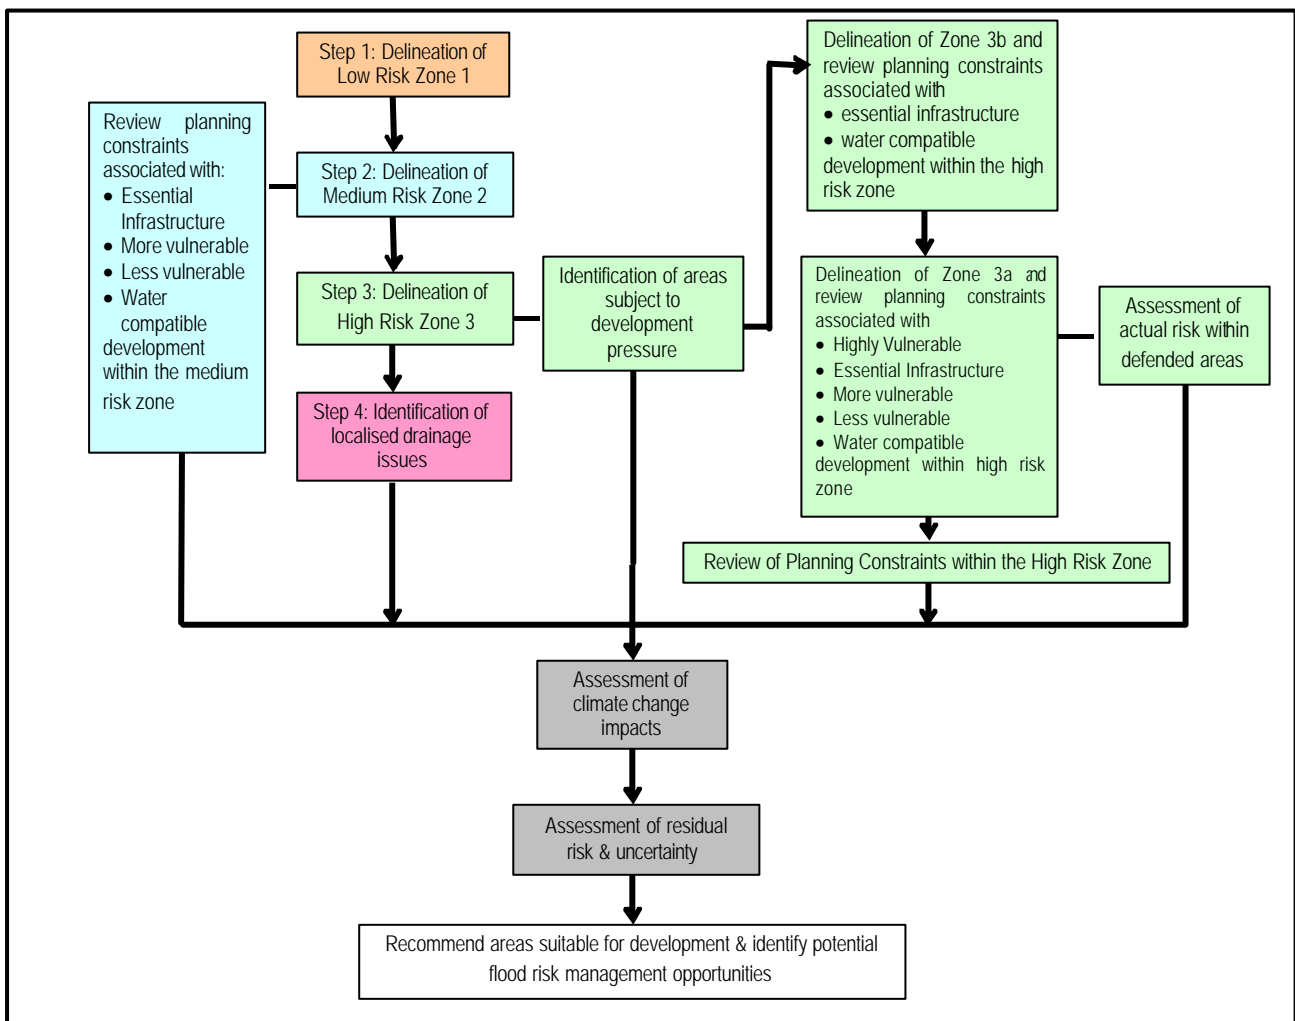 Step 1: Delineation of
Low Risk Zone 1
Review planning
constraints
associated with:
• Essential
Infrastructure
• More vulnerable
• Less vulnerable
• Water
compatible
development
within the medium
risk zone
Step 2: Delineation of
Medium Risk Zone 2
Step 3: Delineation of
High Risk Zone 3
Step 4: Identification of
localised drainage
issues
Identification of areas
subject to
development
pressure
Delineation of Zone 3b and
review planning constraints
associated with
• essential infrastructure
• water compatible
development within the high
risk zone
Delineation of Zone 3a and
review planning constraints
associated with
• Highly Vulnerable
• Essential Infrastructure
• More vulnerable
• Less vulnerable
• Water compatible
development within high risk
zone
Assessment of
actual risk within
defended areas
Review of Planning Constraints within the High Risk Zone
Assessment of
climate change
impacts
Assessment of residual
risk & uncertainty
Recommend areas suitable for development & identify potential
flood risk management opportunities